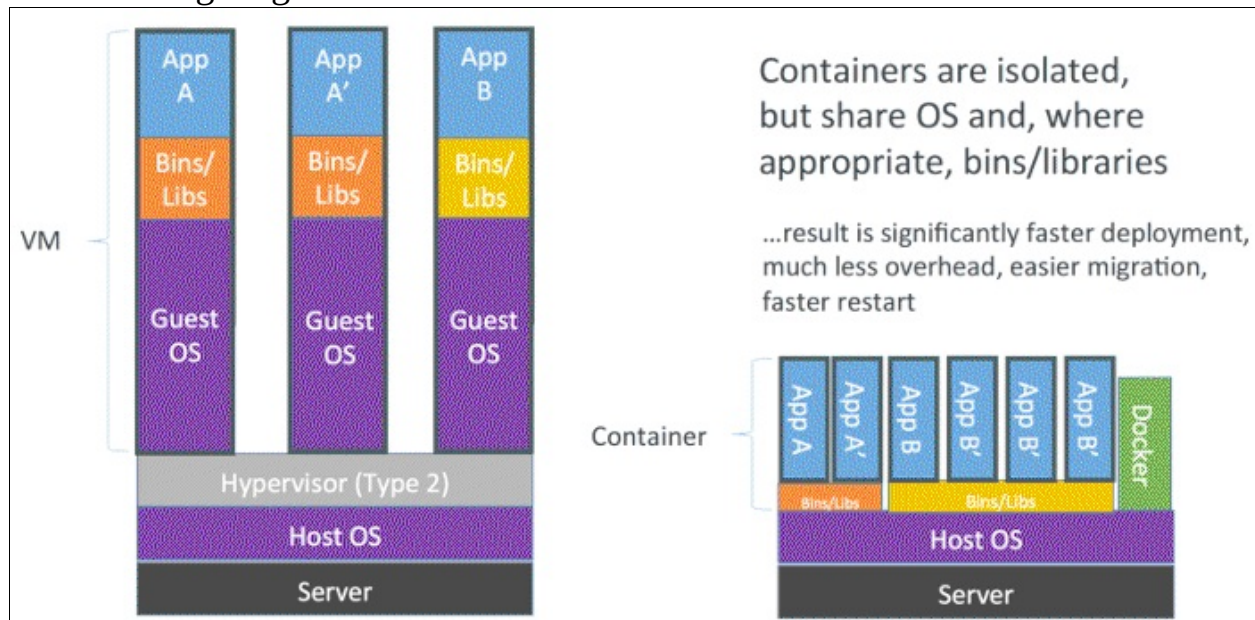 App
A
App
A’
App
B
Bins/
Libs
Bins/
Libs
Bins/
Libs
VM
Guest
OS
Guest
OS
Guest
OS
Hypervisor (Type 2)
Host OS
Server
Containers are isolated,
but share OS and, where
appropriate, bins/libraries
...result is significantly faster deployment,
much less overhead, easier migration,
faster restart
Container
App A
App A’
App B
App B’
App B’
App B’
Docker
Bins/Libs
Bins/Libs
Host OS
Server